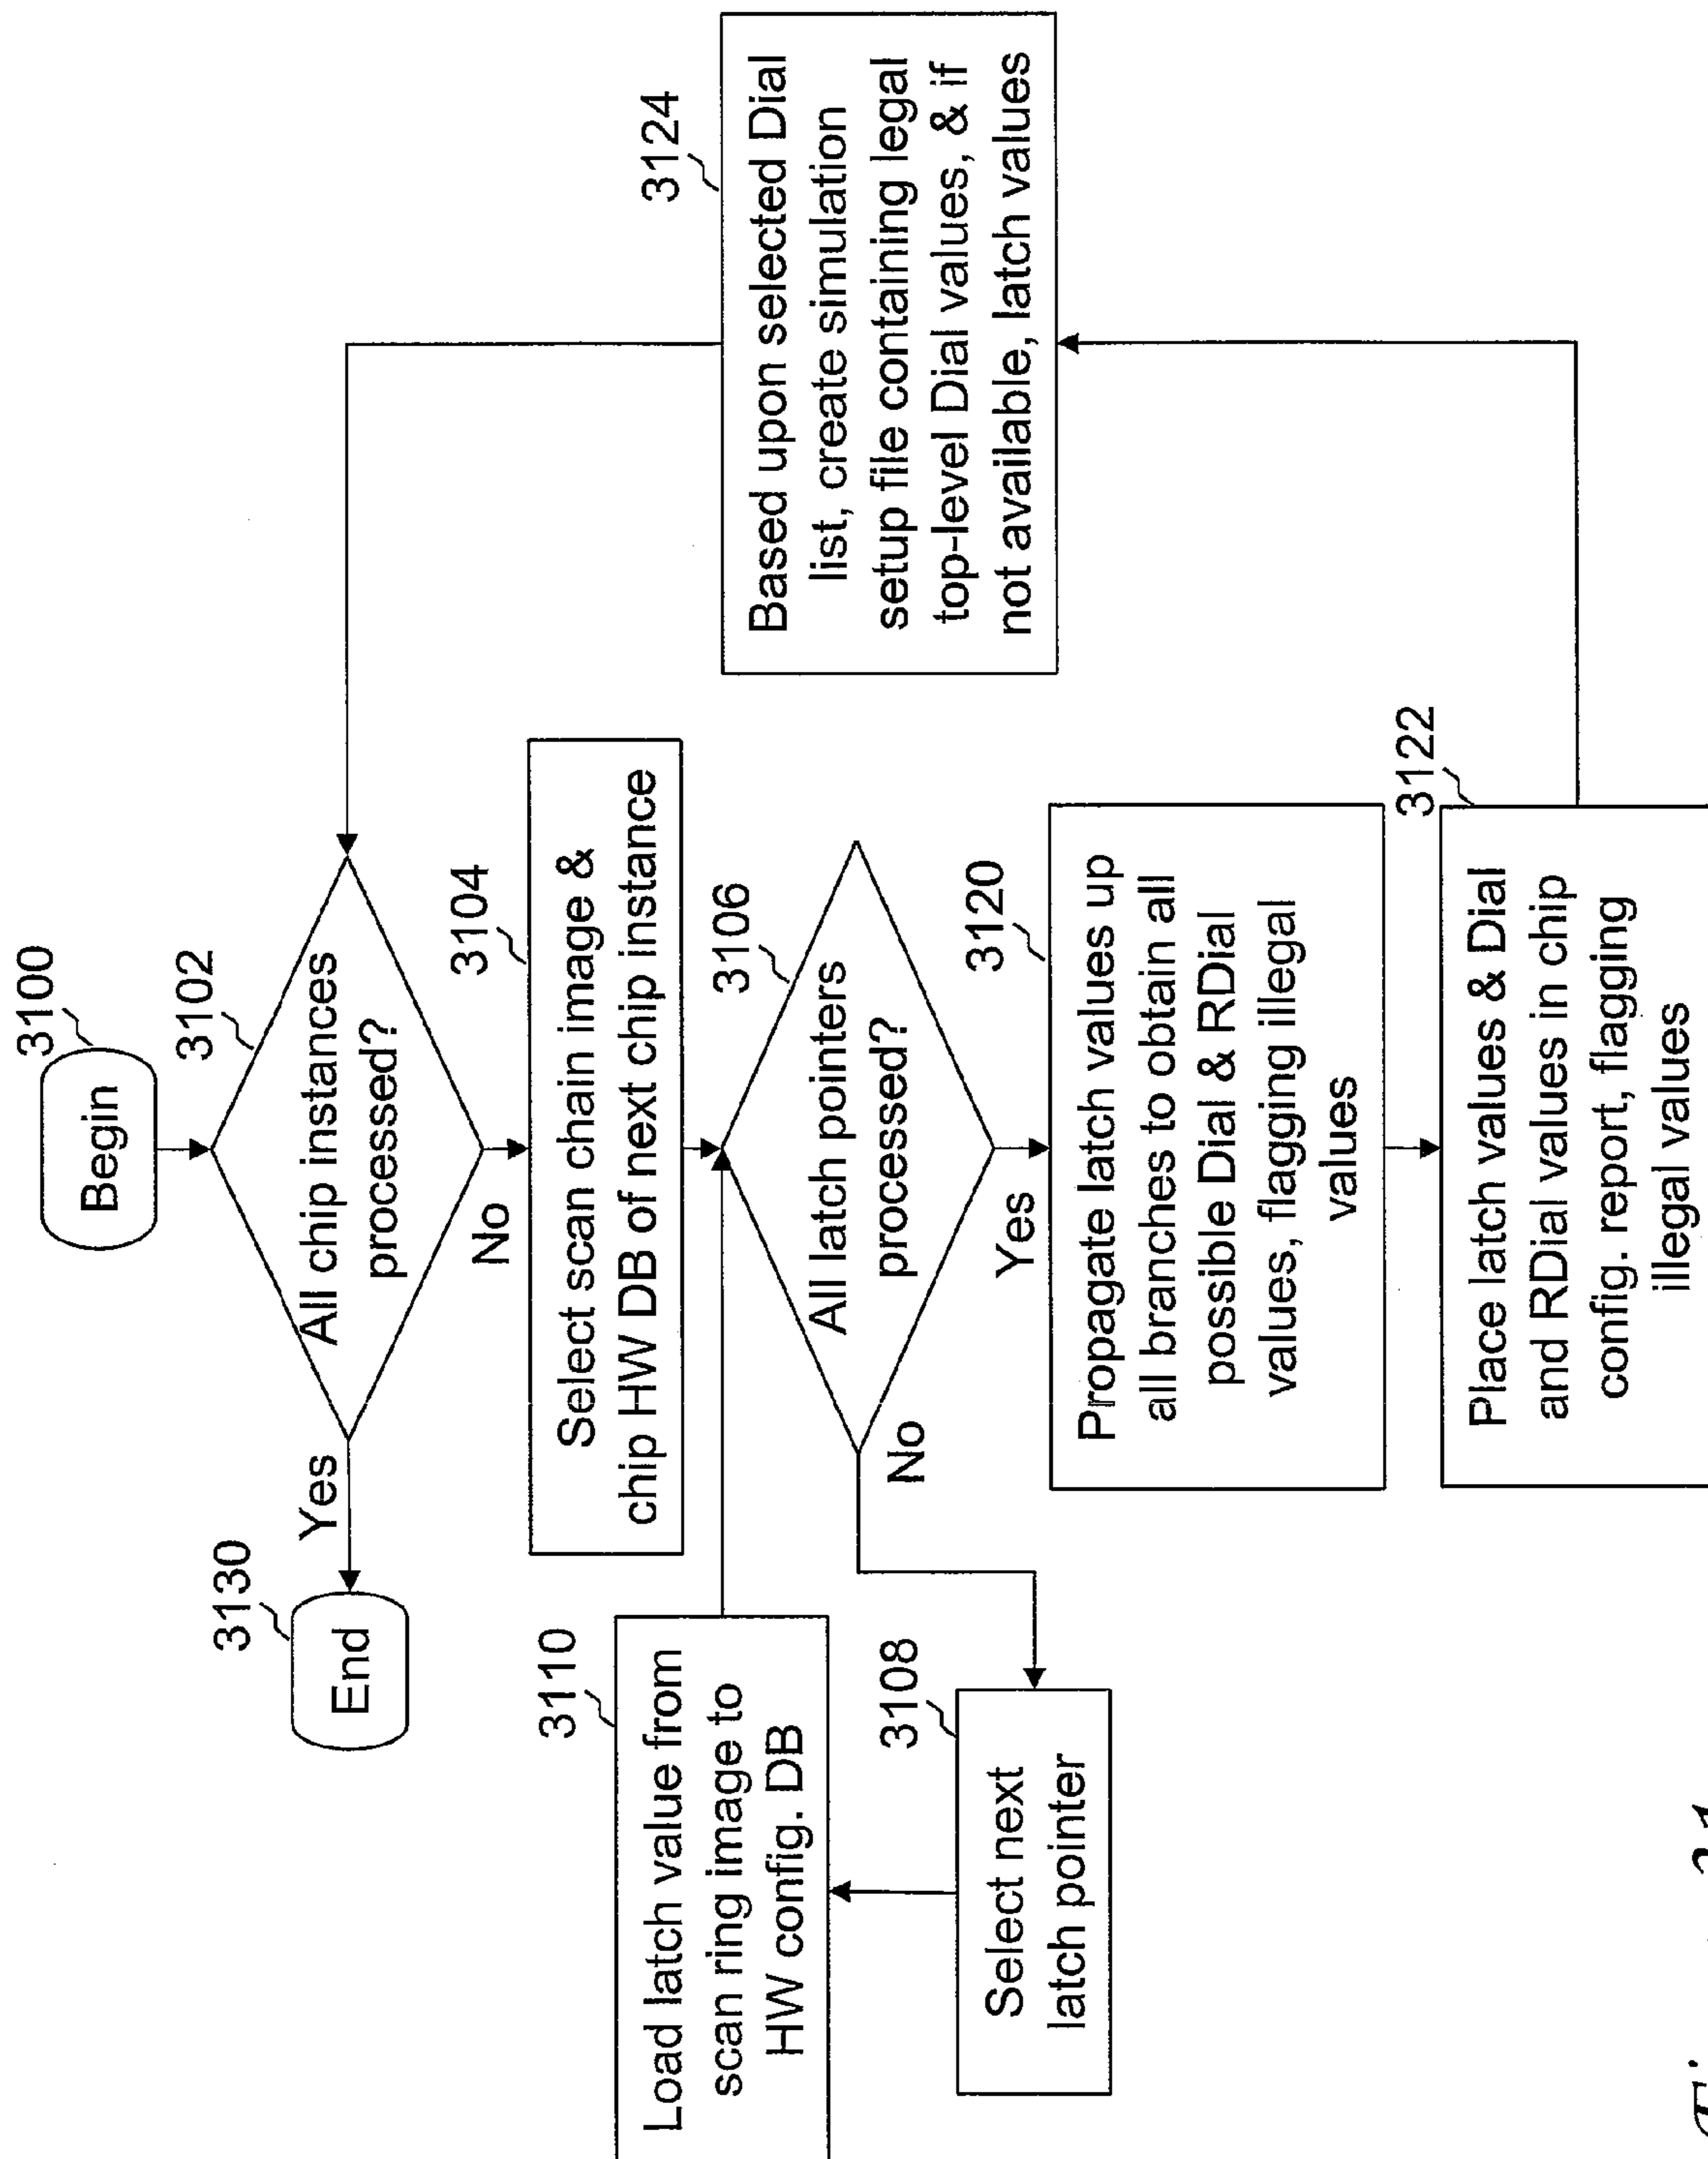 3100
Begin
3102
All chip instances
processed?
Yes
No
3130
End
3104
Select scan chain image &
chip HW DB of next chip instance
3106
All latch pointers
processed?
No
Yes
3108
Select next
latch pointer
3110
Load latch value from
scan ring image to
HW config. DB
3120
Propagate latch values up
all branches to obtain all
possible Dial & RDial
values, flagging illegal
values
3122
Place latch values & Dial
and RDial values in chip
config. report, flagging
illegal values
3124
Based upon selected Dial
list, create simulation
setup file containing legal
top-level Dial values, & if
not available, latch values